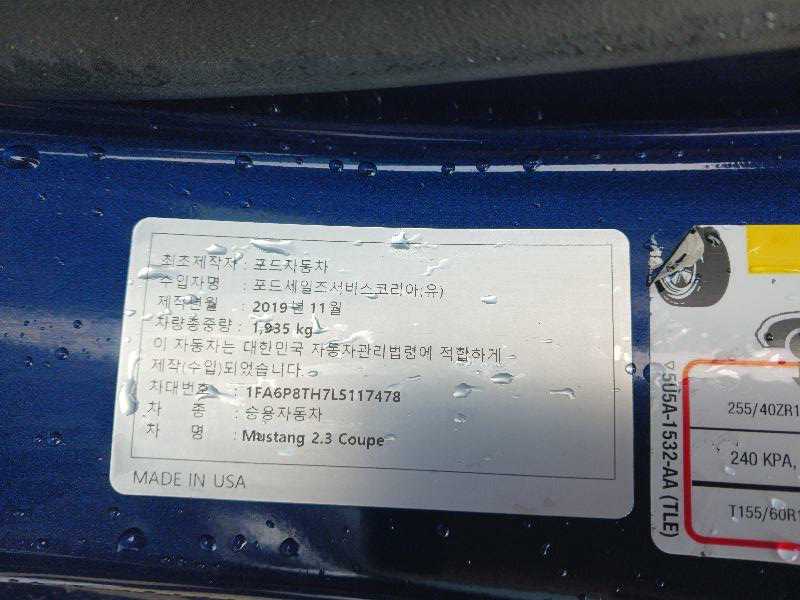 최초제작자 : 포드자동차
수입자명 : 포드세일즈서비스코리아(유)
제작년월 : 2019년 11월
차량총중량 : 1,935 kg
이 자동차는 대한민국 자동차관리법령에 적합하게
제작(수입)되었습니다.
차대번호 : 1FA6P8TH7L5117478
차 종 : 승용자동차
차 명 : Mustang 2.3 Coupe
MADE IN USA
5U5A-1532-AA (TLE)
255/40ZR1
240 KPA,
T155/60R1